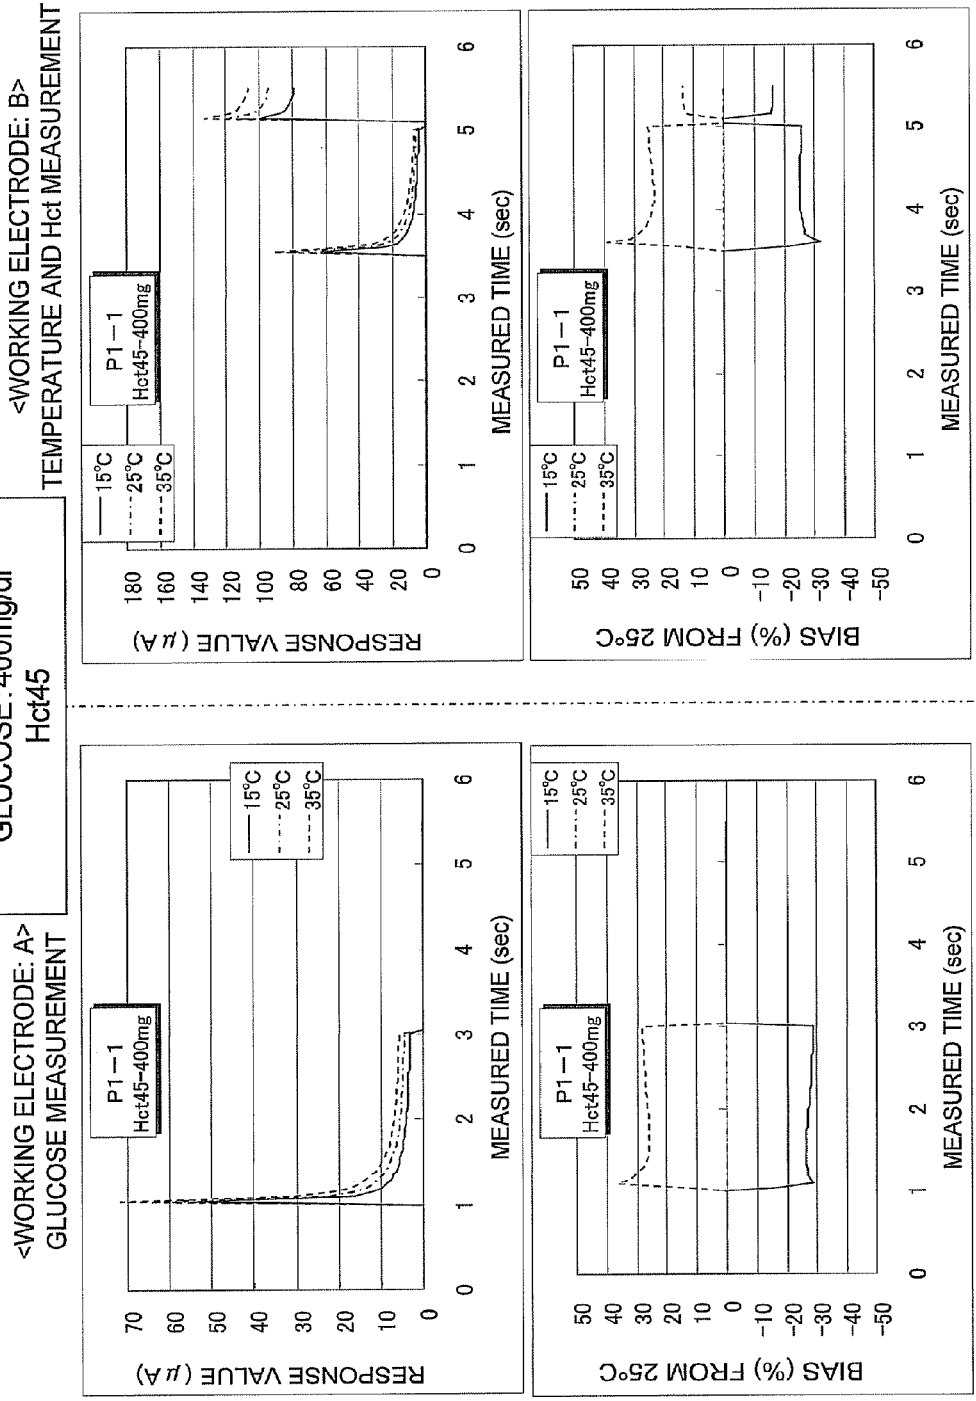 GLUCOSE: 400mg/dl
Hct45
<WORKING ELECTRODE: A>
GLUCOSE MEASUREMENT
RESPONSE VALUE (μA)
70
60
50
40
30
20
10
0
P1－1
Hct45-400mg
15°C
25°C
35°C
0 1 2 3 4 5 6
MEASURED TIME (sec)
BIAS (%) FROM 25°C
50
40
30
20
10
0
-10
-20
-30
-40
-50
P1－1
Hct45-400mg
15°C
25°C
35°C
0 1 2 3 4 5 6
MEASURED TIME (sec)
<WORKING ELECTRODE: B>
TEMPERATURE AND Hct MEASUREMENT
RESPONSE VALUE (μA)
180
160
140
120
100
80
60
40
20
0
15°C
25°C
35°C
P1－1
Hct45-400mg
0 1 2 3 4 5 6
MEASURED TIME (sec)
BIAS (%) FROM 25°C
50
40
30
20
10
0
-10
-20
-30
-50
15°C
25°C
35°C
P1－1
Hct45-400mg
0 1 2 3 4 5 6
MEASURED TIME (sec)